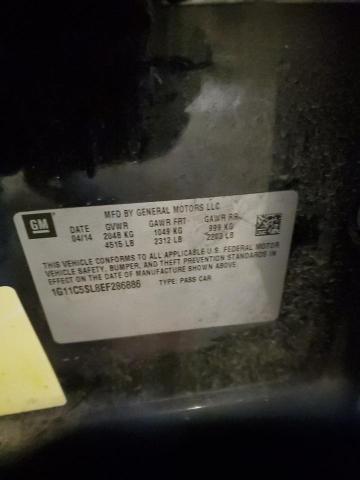 GM
MFD BY GENERAL MOTORS LLC
DATE GVWR GAWR FRT GAWR RR
04/14 2048 KG 1049 KG 999 KG
4515 LB 2312 LB 2203 LB
THIS VEHICLE CONFORMS TO ALL APPLICABLE U.S. FEDERAL MOTOR
VEHICLE SAFETY, BUMPER, AND THEFT PREVENTION STANDARDS IN
EFFECT ON THE DATE OF MANUFACTURE SHOWN ABOVE.
1G11C5SL8EF286886 TYPE: PASS CAR